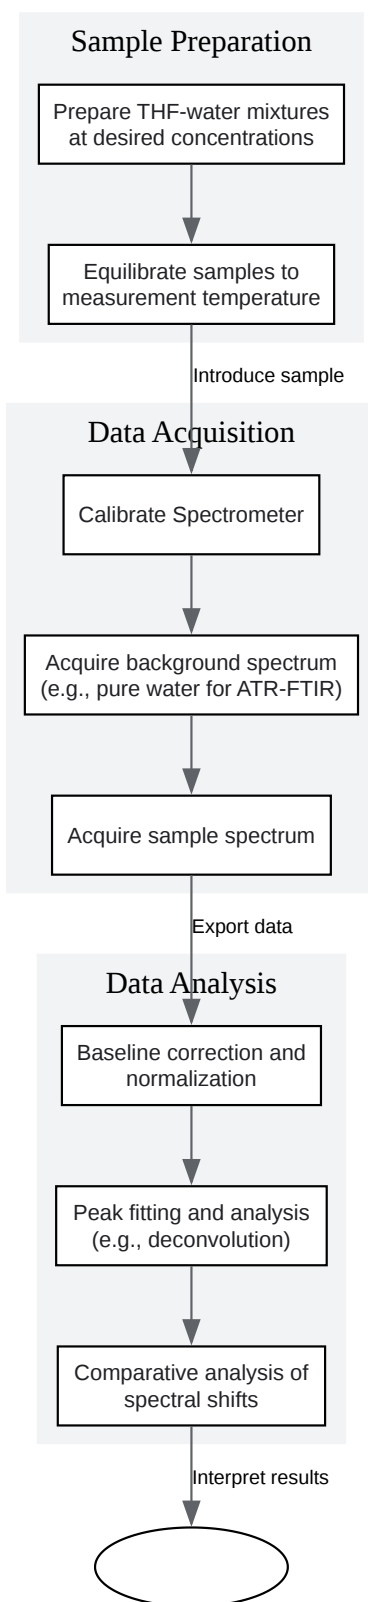 Sample Preparation
Prepare THF-water mixtures
at desired concentrations
Equilibrate samples to
measurement temperature
Introduce sample
Data Acquisition
Calibrate Spectrometer
Acquire background spectrum
(e.g., pure water for ATR-FTIR)
Acquire sample spectrum
Export data
Data Analysis
Baseline correction and
normalization
Peak fitting and analysis
(e.g., deconvolution)
Comparative analysis of
spectral shifts
Interpret results